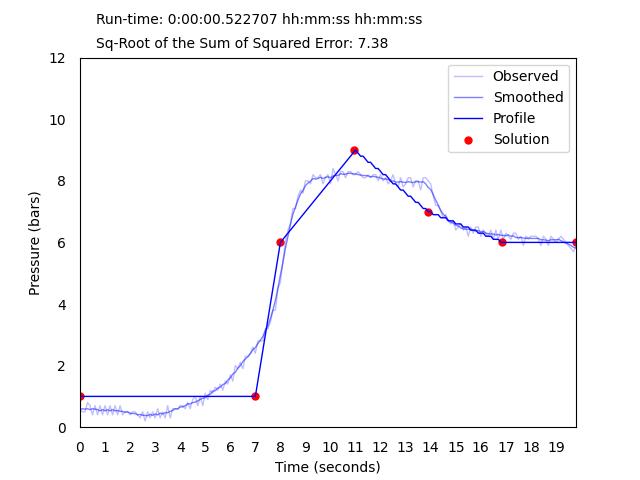 Run-time: 0:00:00.522707 hh:mm:ss hh:mm:ss
Sq-Root of the Sum of Squared Error: 7.38
12
10
8
6
4
2
0
Pressure (bars)
Observed
Smoothed
Profile
Solution
0 1 2 3 4 5 6 7 8 9 10 11 12 13 14 15 16 17 18 19
Time (seconds)